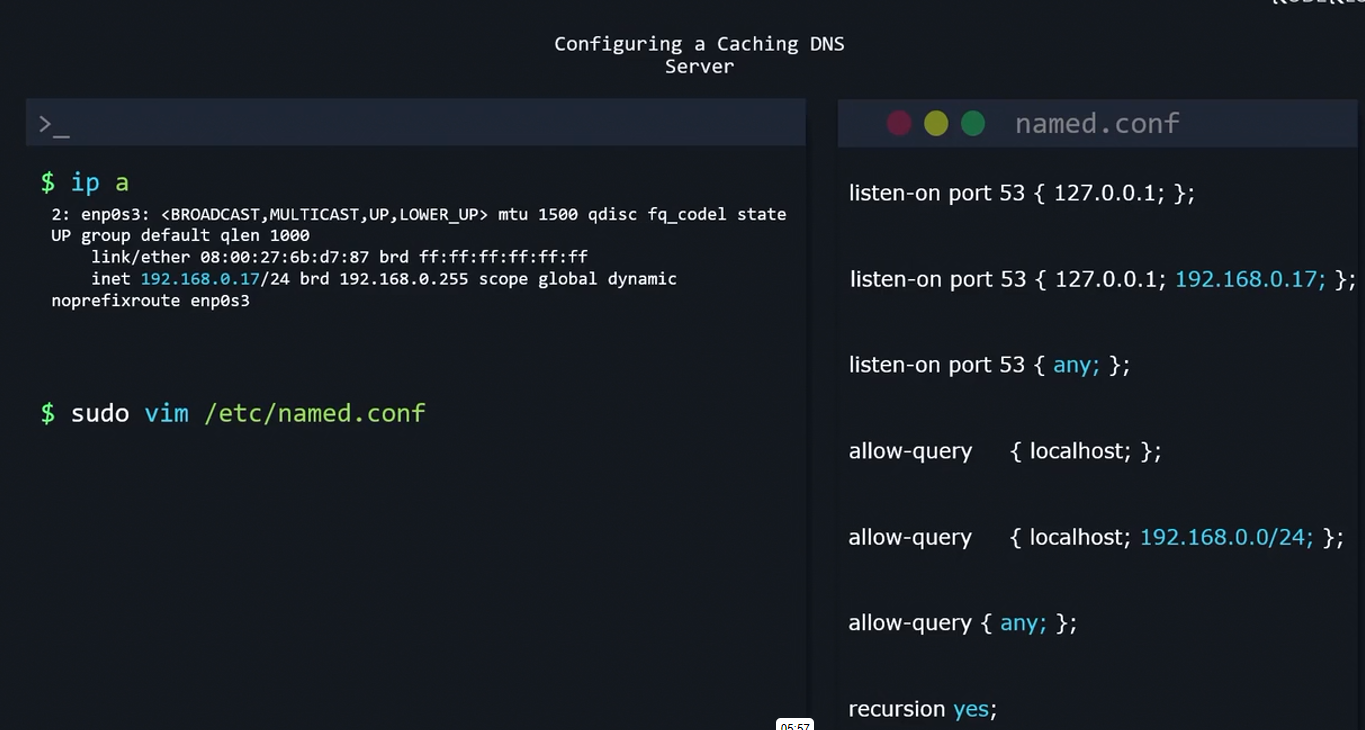 Configuring a Caching DNS
Server
>_
named.conf
$ ip a
2: enp0s3: <BROADCAST,MULTICAST,UP,LOWER_UP> mtu 1500 qdisc fq_codel state
UP group default qlen 1000
link/ether 08:00:27:6b:d7:87 brd ff:ff:ff:ff:ff:ff
inet 192.168.0.17/24 brd 192.168.0.255 scope global dynamic
noprefixroute enp0s3
$ sudo vim /etc/named.conf
listen-on port 53 { 127.0.0.1; };
listen-on port 53 { 127.0.0.1; 192.168.0.17; };
listen-on port 53 { any; };
allow-query { localhost; };
allow-query { localhost; 192.168.0.0/24; };
allow-query { any; };
recursion yes;
05:57